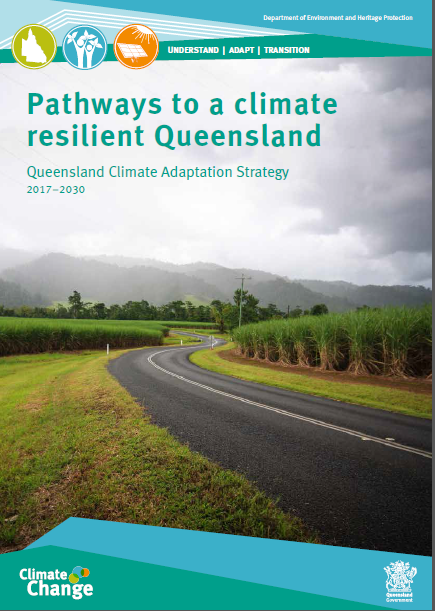 Department of Environment and Heritage Protection
UNDERSTAND | ADAPT | TRANSITION
Pathways to a climate
resilient Queensland
Queensland Climate Adaptation Strategy
2017–2030
Climate
Change
Queensland
Government